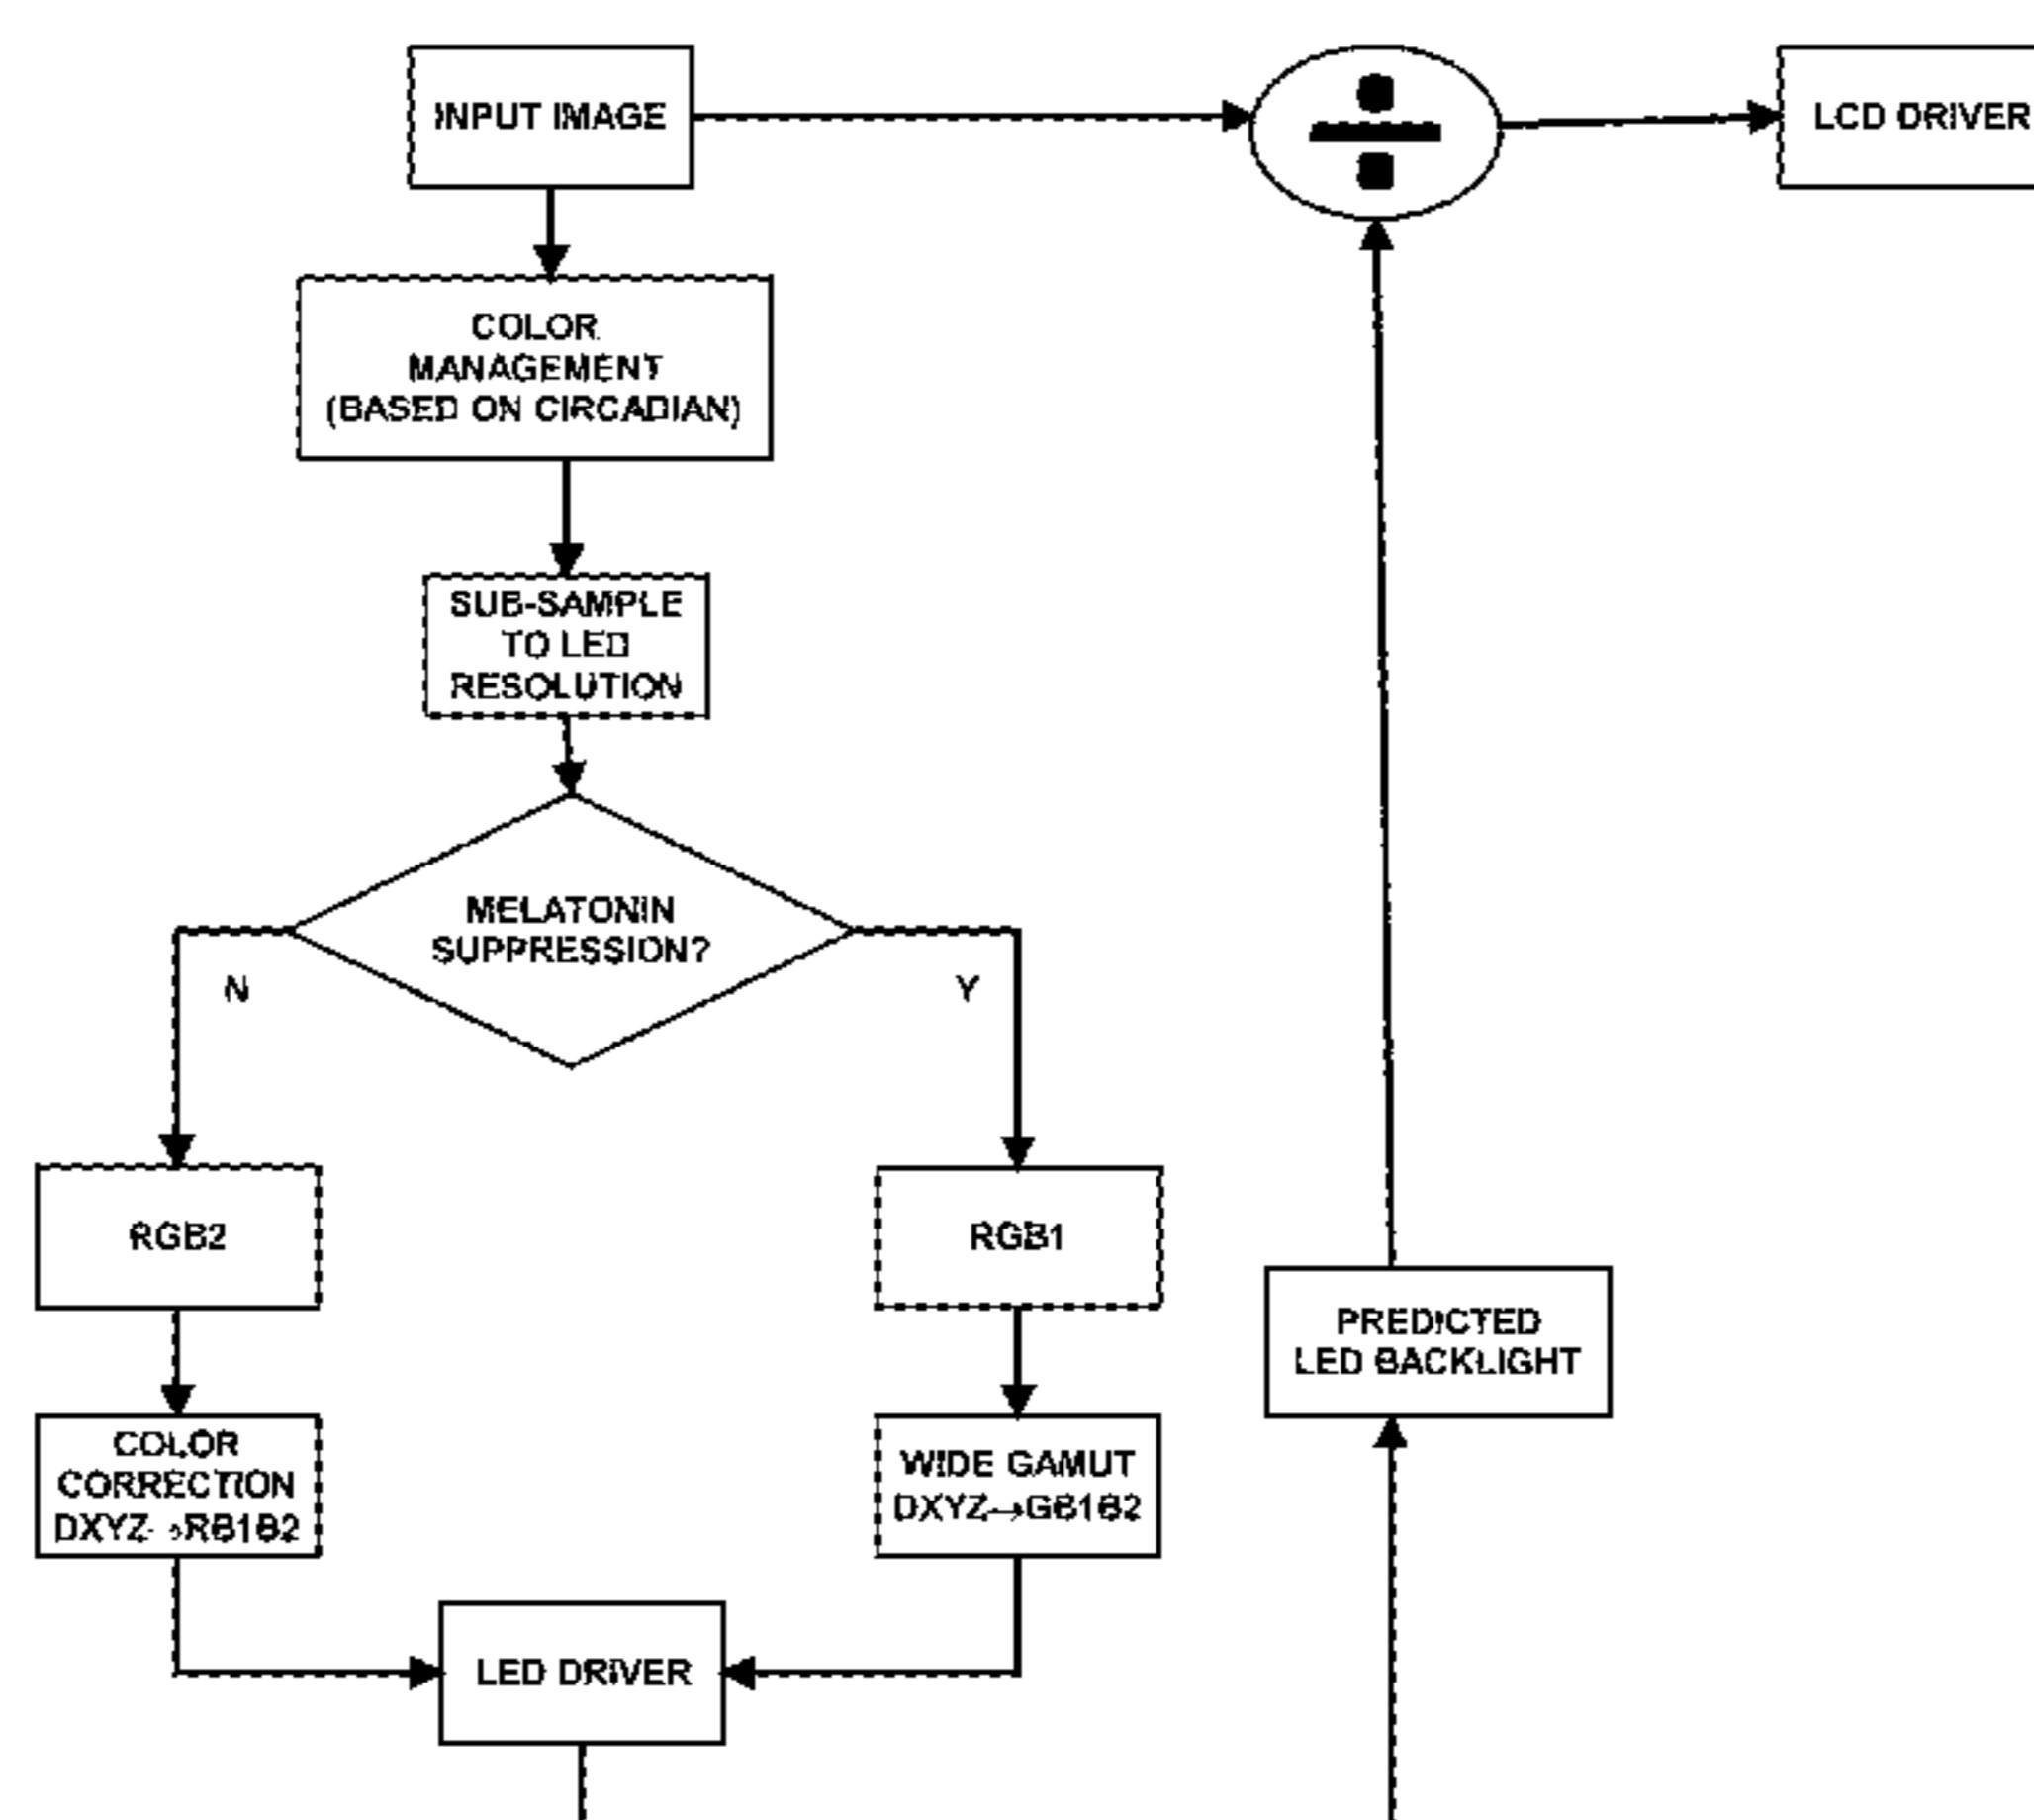 INPUT IMAGE
LCD DRIVER
COLOR
MANAGEMENT
(BASED ON CIRCADIAN)
SUB-SAMPLE
TO LED
RESOLUTION
MELATONIN
SUPPRESSION?
N
Y
RGB2
RGB1
PREDICTED
LED BACKLIGHT
COLOR
CORRECTION
DXYZ→RB1B2
WIDE GAMUT
DXYZ→GB1B2
LED DRIVER